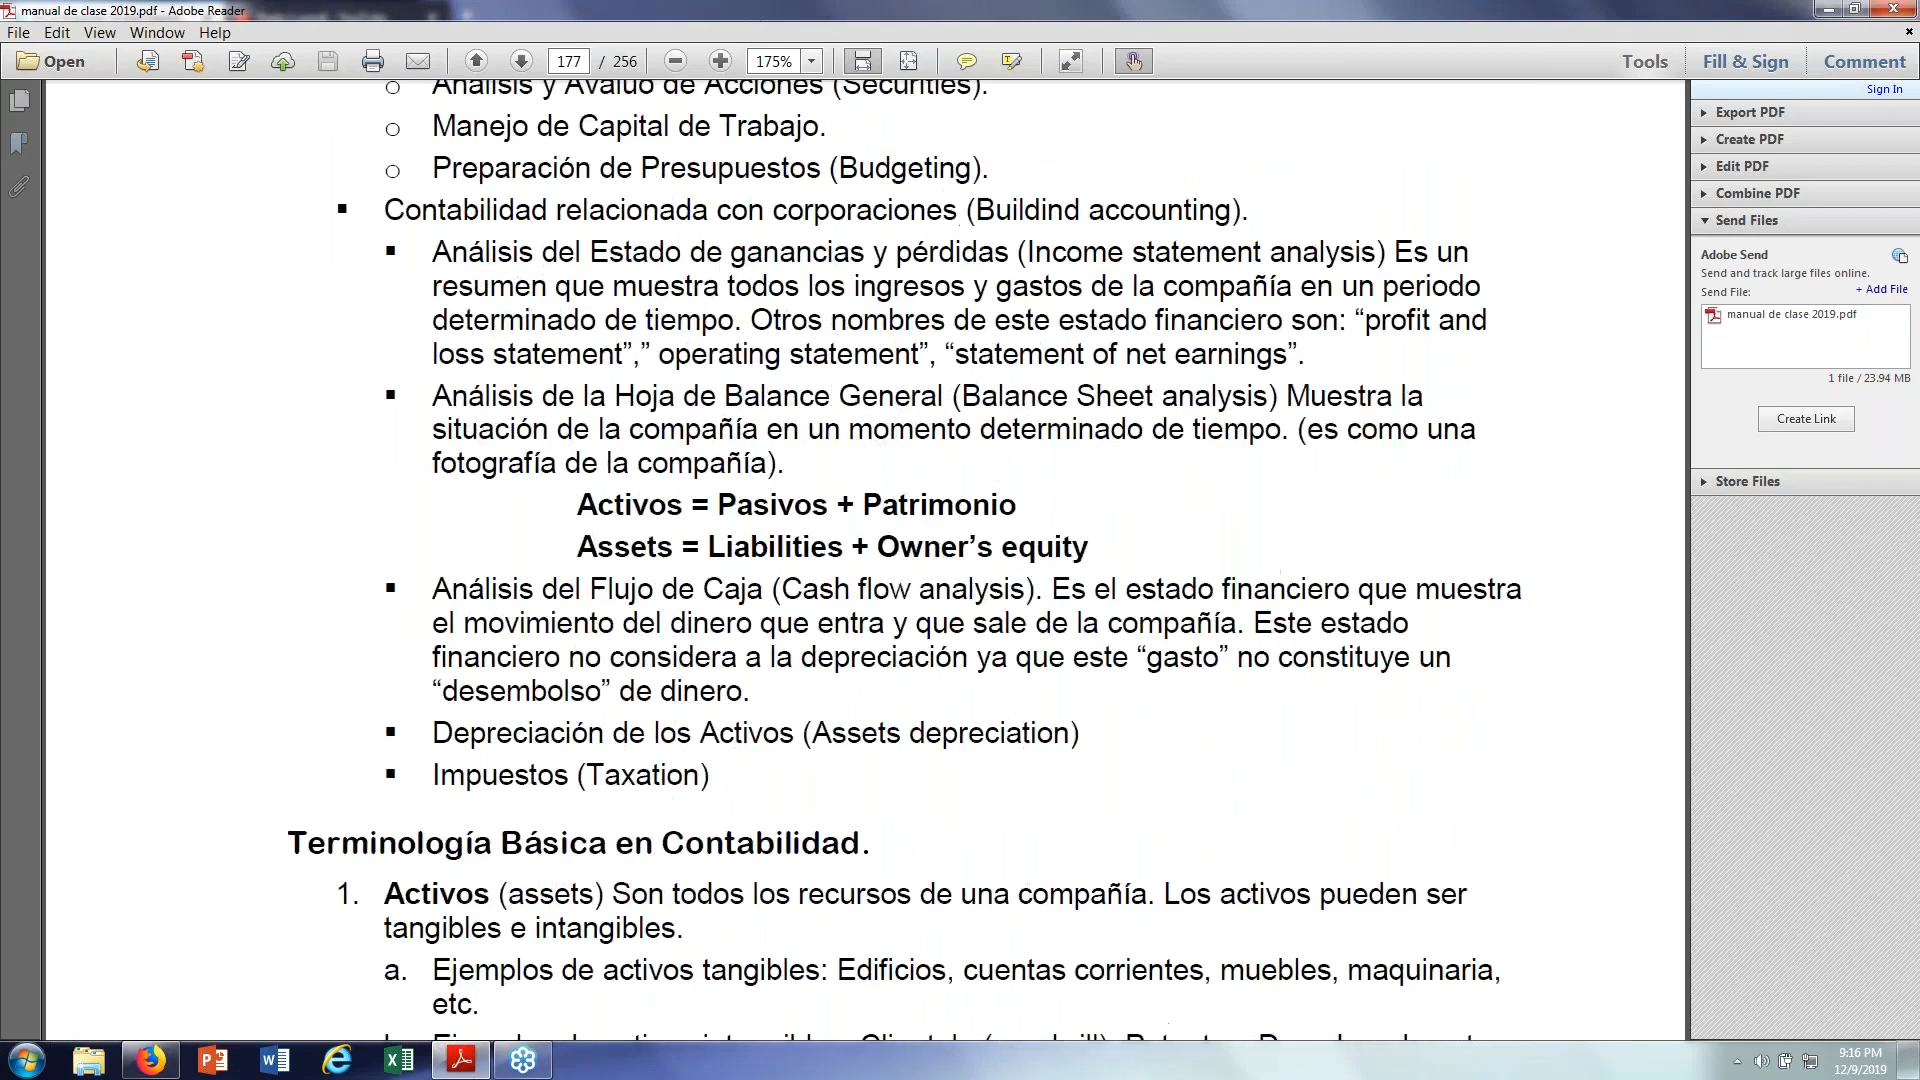 manual de clase 2019.pdf - Adobe Reader
File Edit View Window Help
Open 177 / 256 175% Tools Fill & Sign Comment
Sign In
Export PDF
Create PDF
Edit PDF
Combine PDF
Send Files
Adobe Send
Send and track large files online.
Send File: + Add File
manual de clase 2019.pdf
1 file / 23.94 MB
Create Link
Store Files
o Análisis y Avalúo de Acciones (Securities).
o Manejo de Capital de Trabajo.
o Preparación de Presupuestos (Budgeting).
▪ Contabilidad relacionada con corporaciones (Buildind accounting).
▪ Análisis del Estado de ganancias y pérdidas (Income statement analysis) Es un
resumen que muestra todos los ingresos y gastos de la compañía en un periodo
determinado de tiempo. Otros nombres de este estado financiero son: “profit and
loss statement”,” operating statement”, “statement of net earnings”.
▪ Análisis de la Hoja de Balance General (Balance Sheet analysis) Muestra la
situación de la compañía en un momento determinado de tiempo. (es como una
fotografía de la compañía).
Activos = Pasivos + Patrimonio
Assets = Liabilities + Owner’s equity
▪ Análisis del Flujo de Caja (Cash flow analysis). Es el estado financiero que muestra
el movimiento del dinero que entra y que sale de la compañía. Este estado
financiero no considera a la depreciación ya que este “gasto” no constituye un
“desembolso” de dinero.
▪ Depreciación de los Activos (Assets depreciation)
▪ Impuestos (Taxation)
Terminología Básica en Contabilidad.
1. Activos (assets) Son todos los recursos de una compañía. Los activos pueden ser
tangibles e intangibles.
a. Ejemplos de activos tangibles: Edificios, cuentas corrientes, muebles, maquinaria,
etc.
9:16 PM
12/9/2019